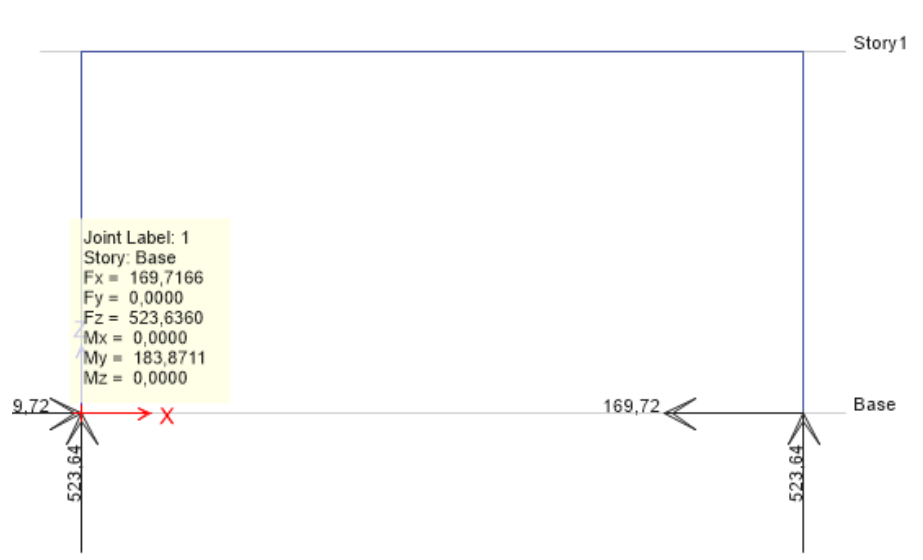 Story1
Joint Label: 1
Story: Base
Fx = 169,7166
Fy = 0,0000
Fz = 523,6360
Mx = 0,0000
My = 183,8711
Mz = 0,0000
Z
9,72
X
169,72
Base
523,64
523,64